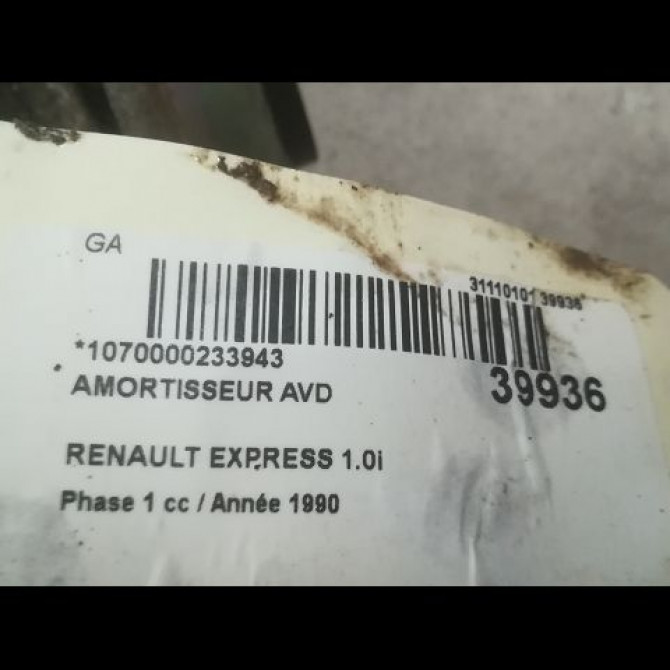 GA
31110101 39936
*1070000233943
39936
AMORTISSEUR AVD
RENAULT EXPRESS 1.0i
Phase 1 cc / Année 1990